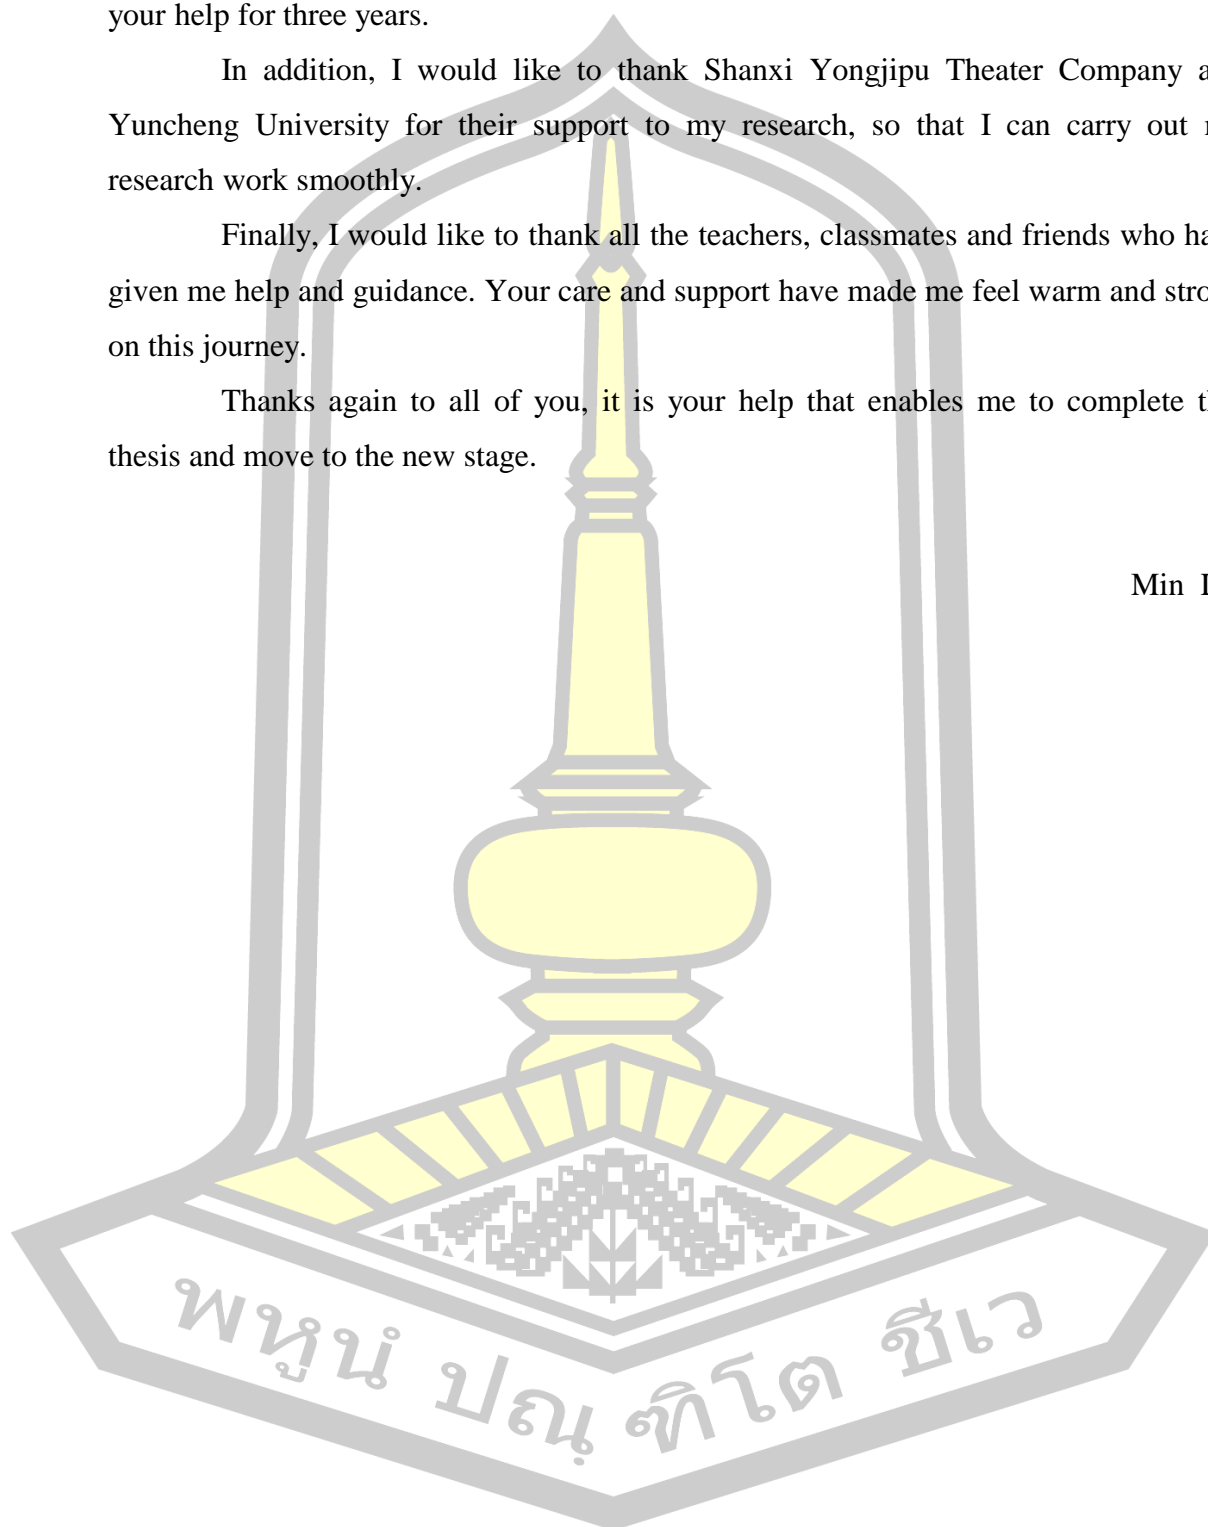 your help for three years.
In addition, I would like to thank Shanxi Yongjipu Theater Company a
Yuncheng University for their support to my research, so that I can carry out
research work smoothly.
Finally, I would like to thank all the teachers, classmates and friends who ha
given me help and guidance. Your care and support have made me feel warm and stro
on this journey.
Thanks again to all of you, it is your help that enables me to complete
thesis and move to the new stage.
Min
พหูนํ ปณฺฑิโต ชีเว